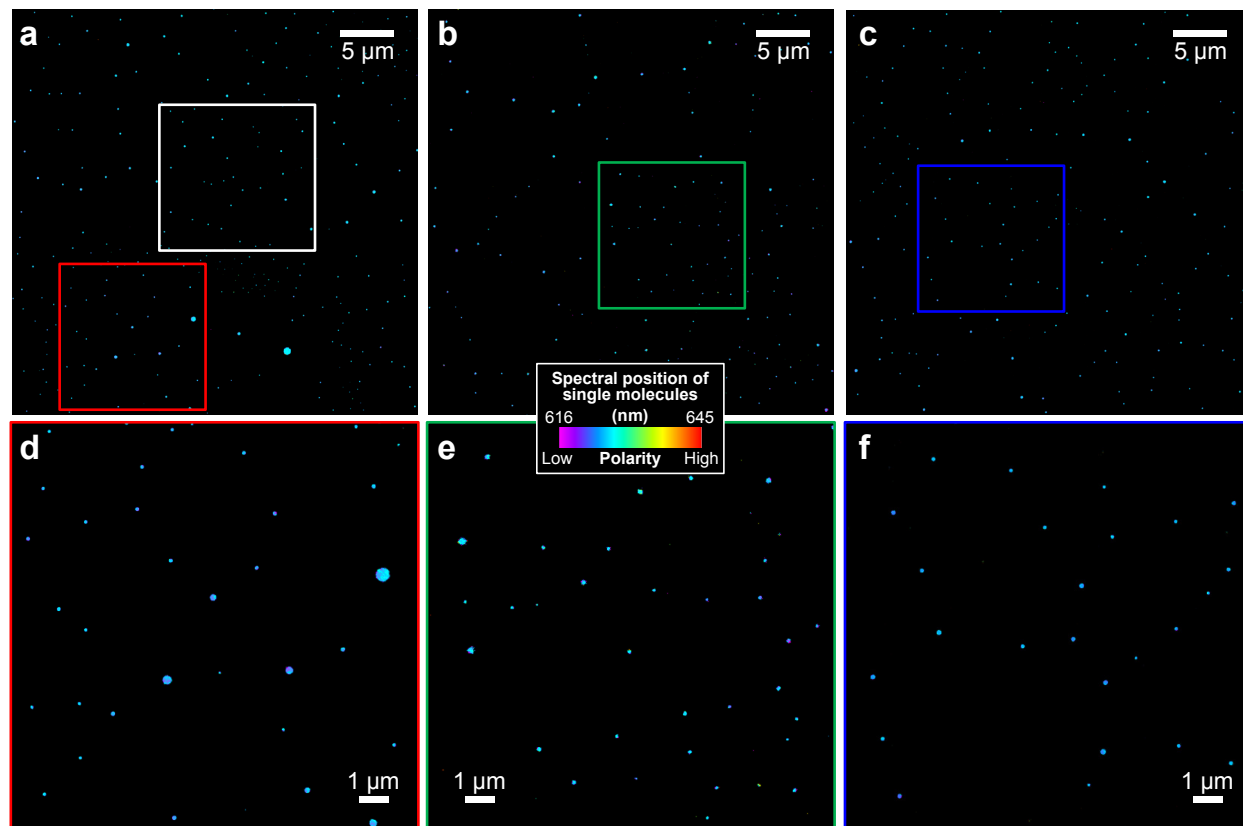 a
5 μm
b
5 μm
c
5 μm
Spectral position of
single molecules
(nm)
616 645
Low Polarity High
d
1 μm
e
1 μm
f
1 μm